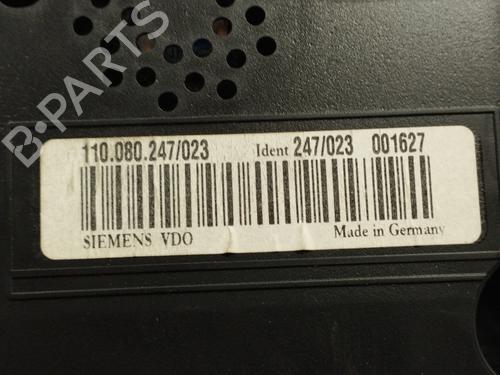 B-PARTS
110.080.247/023 Ident 247/023 001627
SIEMENS VDO Made in Germany